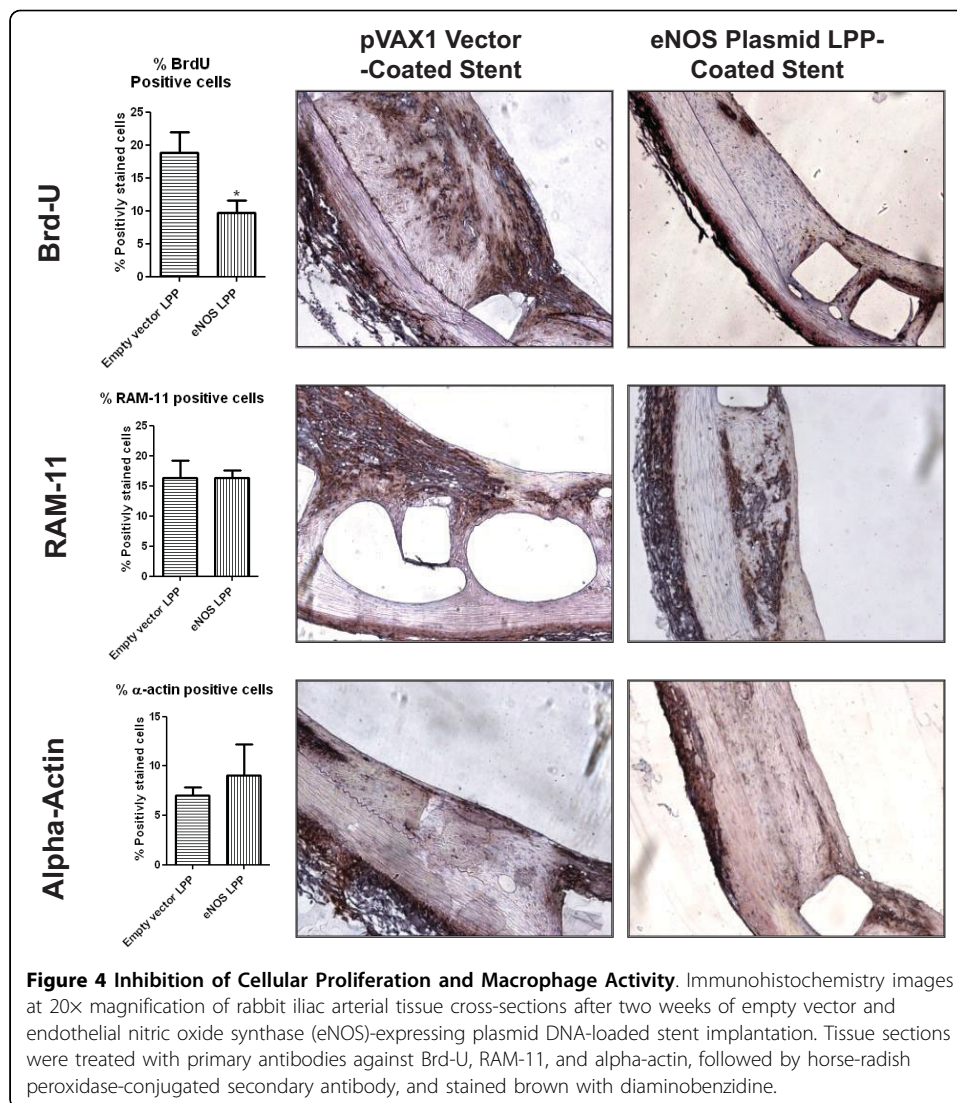 pVAX1 Vector
-Coated Stent
eNOS Plasmid LPP-
Coated Stent
Brd-U
% BrdU
Positive cells
% Positivly stained cells
25
20
15
10
5
0
*
Empty vector LPP
eNOS LPP
RAM-11
% RAM-11 positive cells
% Positivly stained cells
25
20
15
10
5
0
Empty vector LPP
eNOS LPP
Alpha-Actin
% α-actin positive cells
% Positivly stained cells
15
10
5
0
Empty vector LPP
eNOS LPP
Figure 4 Inhibition of Cellular Proliferation and Macrophage Activity. Immunohistochemistry images
at 20× magnification of rabbit iliac arterial tissue cross-sections after two weeks of empty vector and
endothelial nitric oxide synthase (eNOS)-expressing plasmid DNA-loaded stent implantation. Tissue sections
were treated with primary antibodies against Brd-U, RAM-11, and alpha-actin, followed by horse-radish
peroxidase-conjugated secondary antibody, and stained brown with diaminobenzidine.